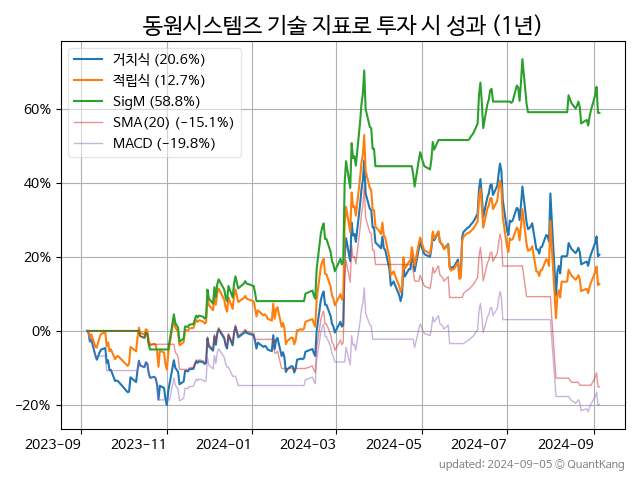 동원시스템즈 기술 지표로 투자 시 성과 (1년)
거치식 (20.6%)
적립식 (12.7%)
SigM (58.8%)
SMA(20) (−15.1%)
MACD (−19.8%)
60%
40%
20%
0%
−20%
2023−09 2023−11 2024−01 2024−03 2024−05 2024−07 2024−09
updated: 2024−09−05 © QuantKang